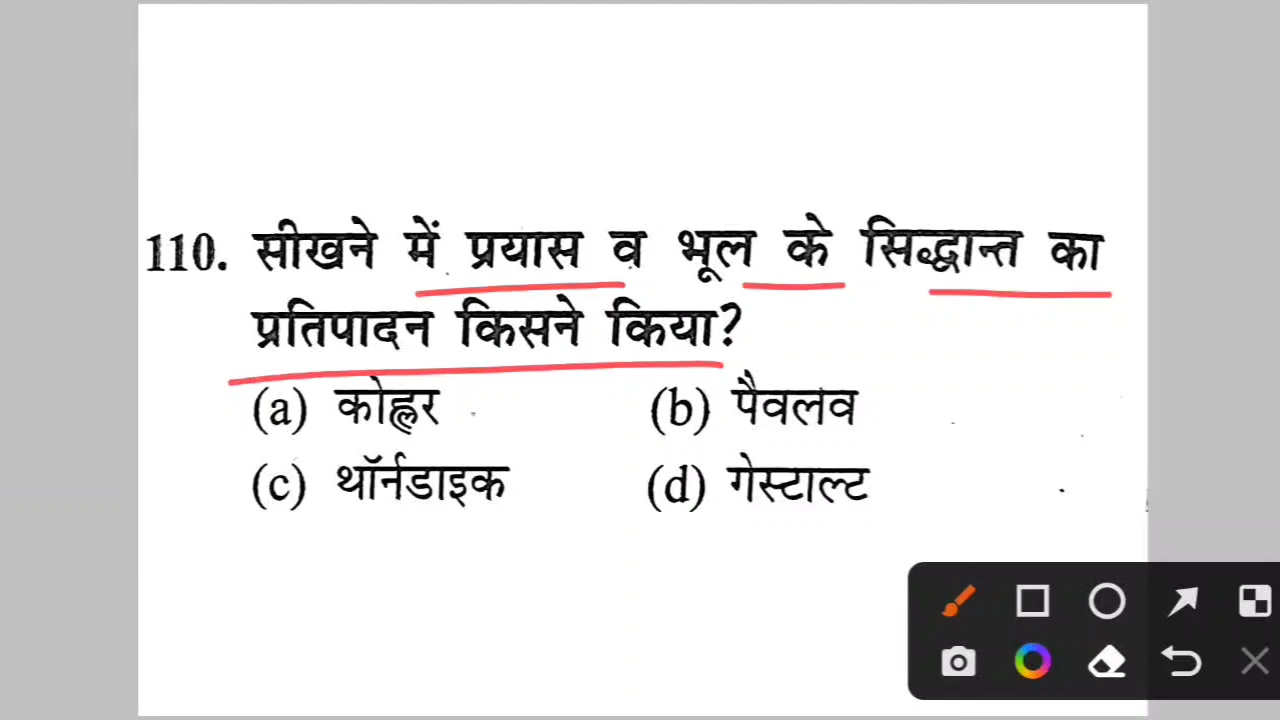 110. सीखने में प्रयास व भूल के सिद्धान्त का
प्रतिपादन किसने किया?
(a) कोह्लर (b) पैवलव
(c) थॉर्नडाइक (d) गेस्टाल्ट